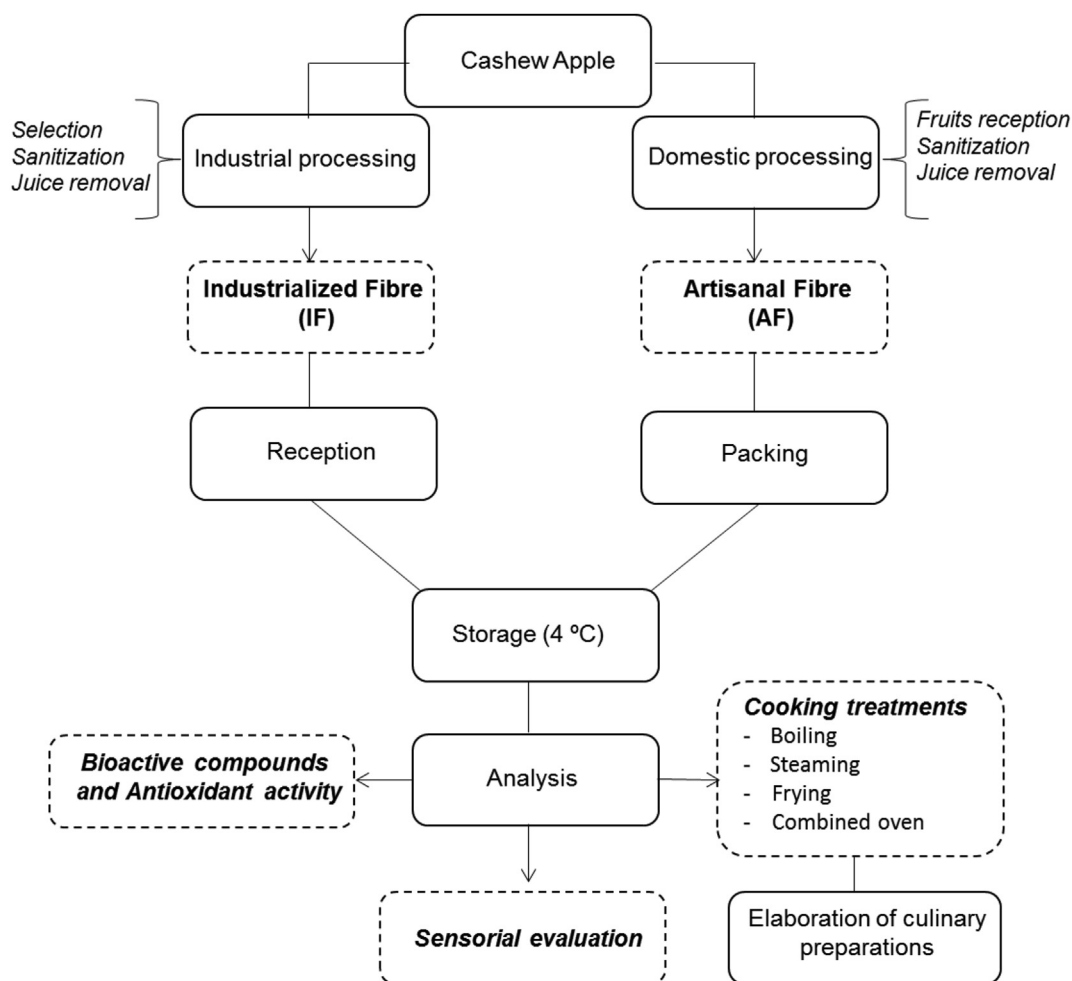 Cashew Apple
Selection
Sanitization
Juice removal
Industrial processing
Domestic processing
Fruits reception
Sanitization
Juice removal
Industrialized Fibre
(IF)
Artisanal Fibre
(AF)
Reception
Packing
Storage (4 ºC)
Bioactive compounds
and Antioxidant activity
Analysis
Cooking treatments
- Boiling
- Steaming
- Frying
- Combined oven
Sensorial evaluation
Elaboration of culinary
preparations